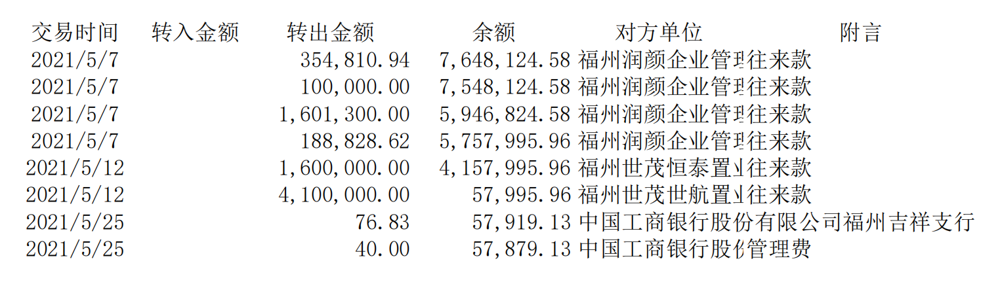 交易时间 转入金额 转出金额 余额 对方单位 附言
2021/5/7 354,810.94 7,648,124.58 福州润颜企业管理 往来款
2021/5/7 100,000.00 7,548,124.58 福州润颜企业管理 往来款
2021/5/7 1,601,300.00 5,946,824.58 福州润颜企业管理 往来款
2021/5/7 188,828.62 5,757,995.96 福州润颜企业管理 往来款
2021/5/12 1,600,000.00 4,157,995.96 福州世茂恒泰置业 往来款
2021/5/12 4,100,000.00 57,995.96 福州世茂世航置业 往来款
2021/5/25 76.83 57,919.13 中国工商银行股份有限公司福州吉祥支行
2021/5/25 40.00 57,879.13 中国工商银行股份 管理费